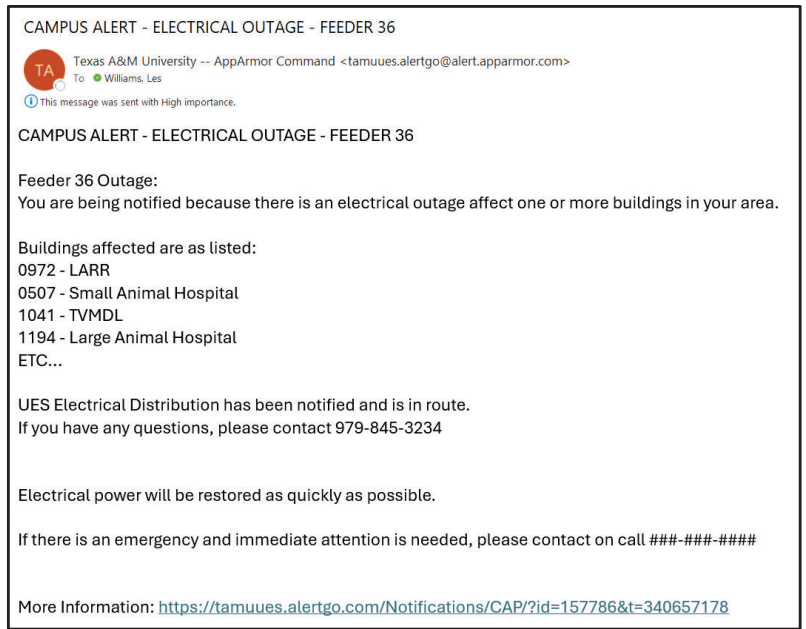 CAMPUS ALERT - ELECTRICAL OUTAGE - FEEDER 36
TA
Texas A&M University -- AppArmor Command <tamuues.alertgo@alert.apparmor.com>
To Williams, Les
i This message was sent with High importance.
CAMPUS ALERT - ELECTRICAL OUTAGE - FEEDER 36
Feeder 36 Outage:
You are being notified because there is an electrical outage affect one or more buildings in your area.
Buildings affected are as listed:
0972 - LARR
0507 - Small Animal Hospital
1041 - TVMDL
1194 - Large Animal Hospital
ETC...
UES Electrical Distribution has been notified and is in route.
If you have any questions, please contact 979-845-3234
Electrical power will be restored as quickly as possible.
If there is an emergency and immediate attention is needed, please contact on call ###-###-####
More Information: https://tamuues.alertgo.com/Notifications/CAP/?id=157786&t=340657178